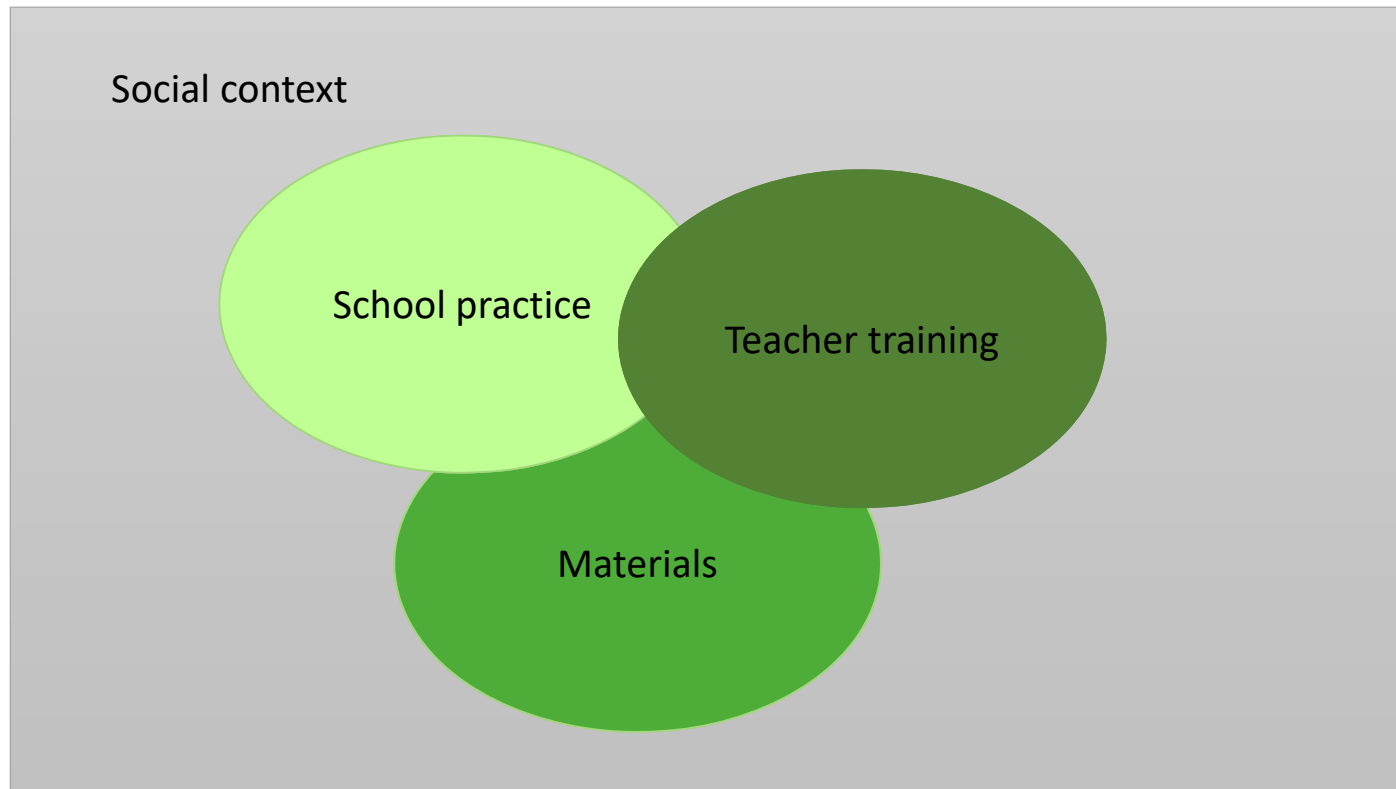 Social context
School practice
Teacher training
Materials